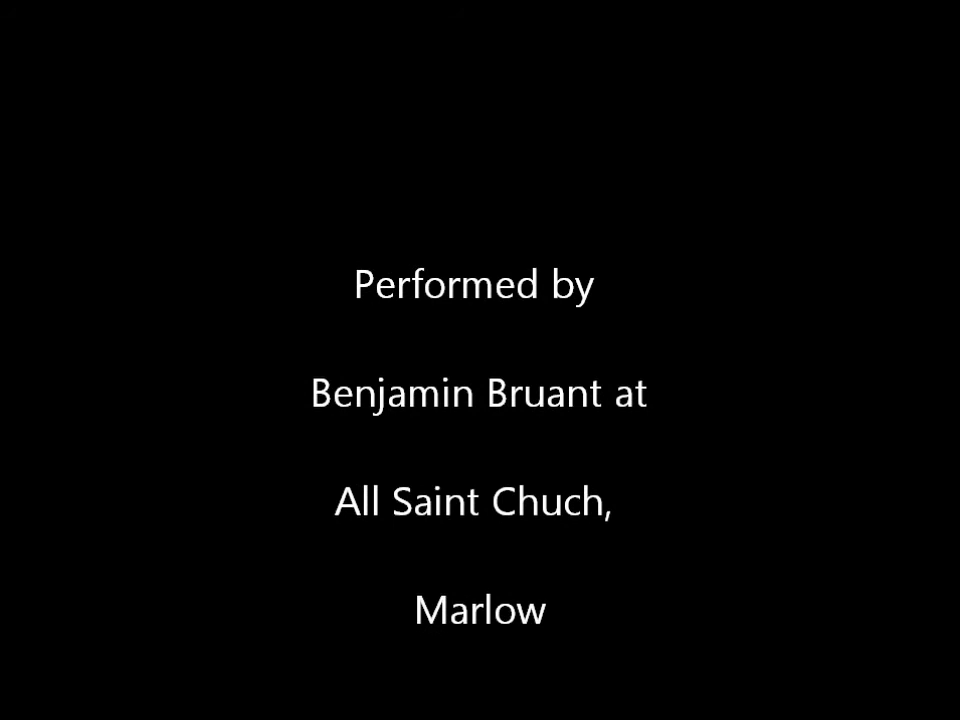 Performed by
Benjamin Bruant at
All Saint Chuch,
Marlow